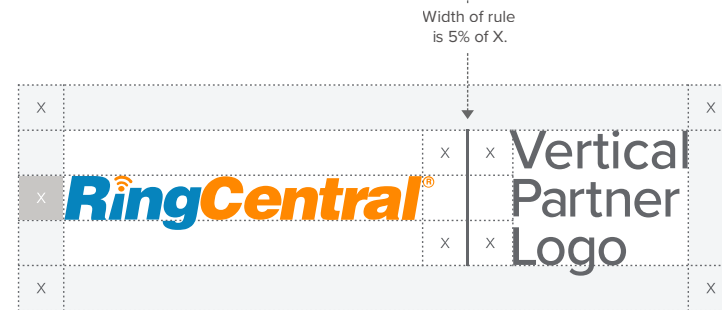 Width of rule
is 5% of X.
X X
X X Vertical
X RingCentral® Partner
X X Logo
X X